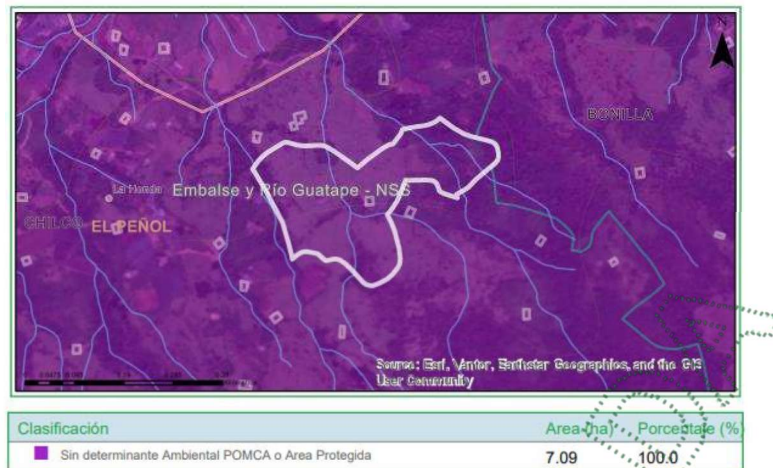 N
BONILLA
La Honda
Embalse y Río Guatape - NSS
CHILCO
EL PEÑOL
Source: Esri, Vantor, Earthstar Geographics, and the GIS
User Community
Clasificación Area (ha) Porcentaje (%)
Sin determinante Ambiental POMCA o Area Protegida 7.09 100.0